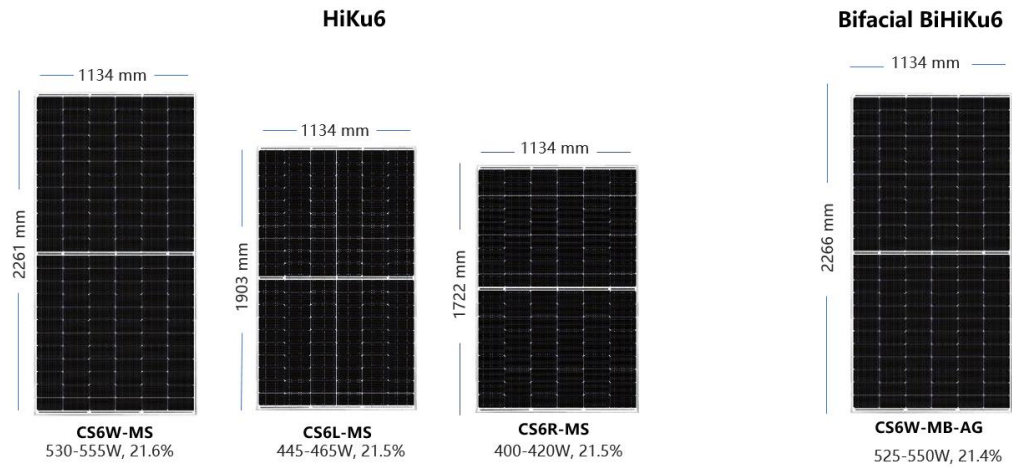 HiKu6
Bifacial BiHiKu6
1134 mm
2261 mm
CS6W-MS
530-555W, 21.6%
1134 mm
1903 mm
CS6L-MS
445-465W, 21.5%
1134 mm
1722 mm
CS6R-MS
400-420W, 21.5%
1134 mm
2266 mm
CS6W-MB-AG
525-550W, 21.4%